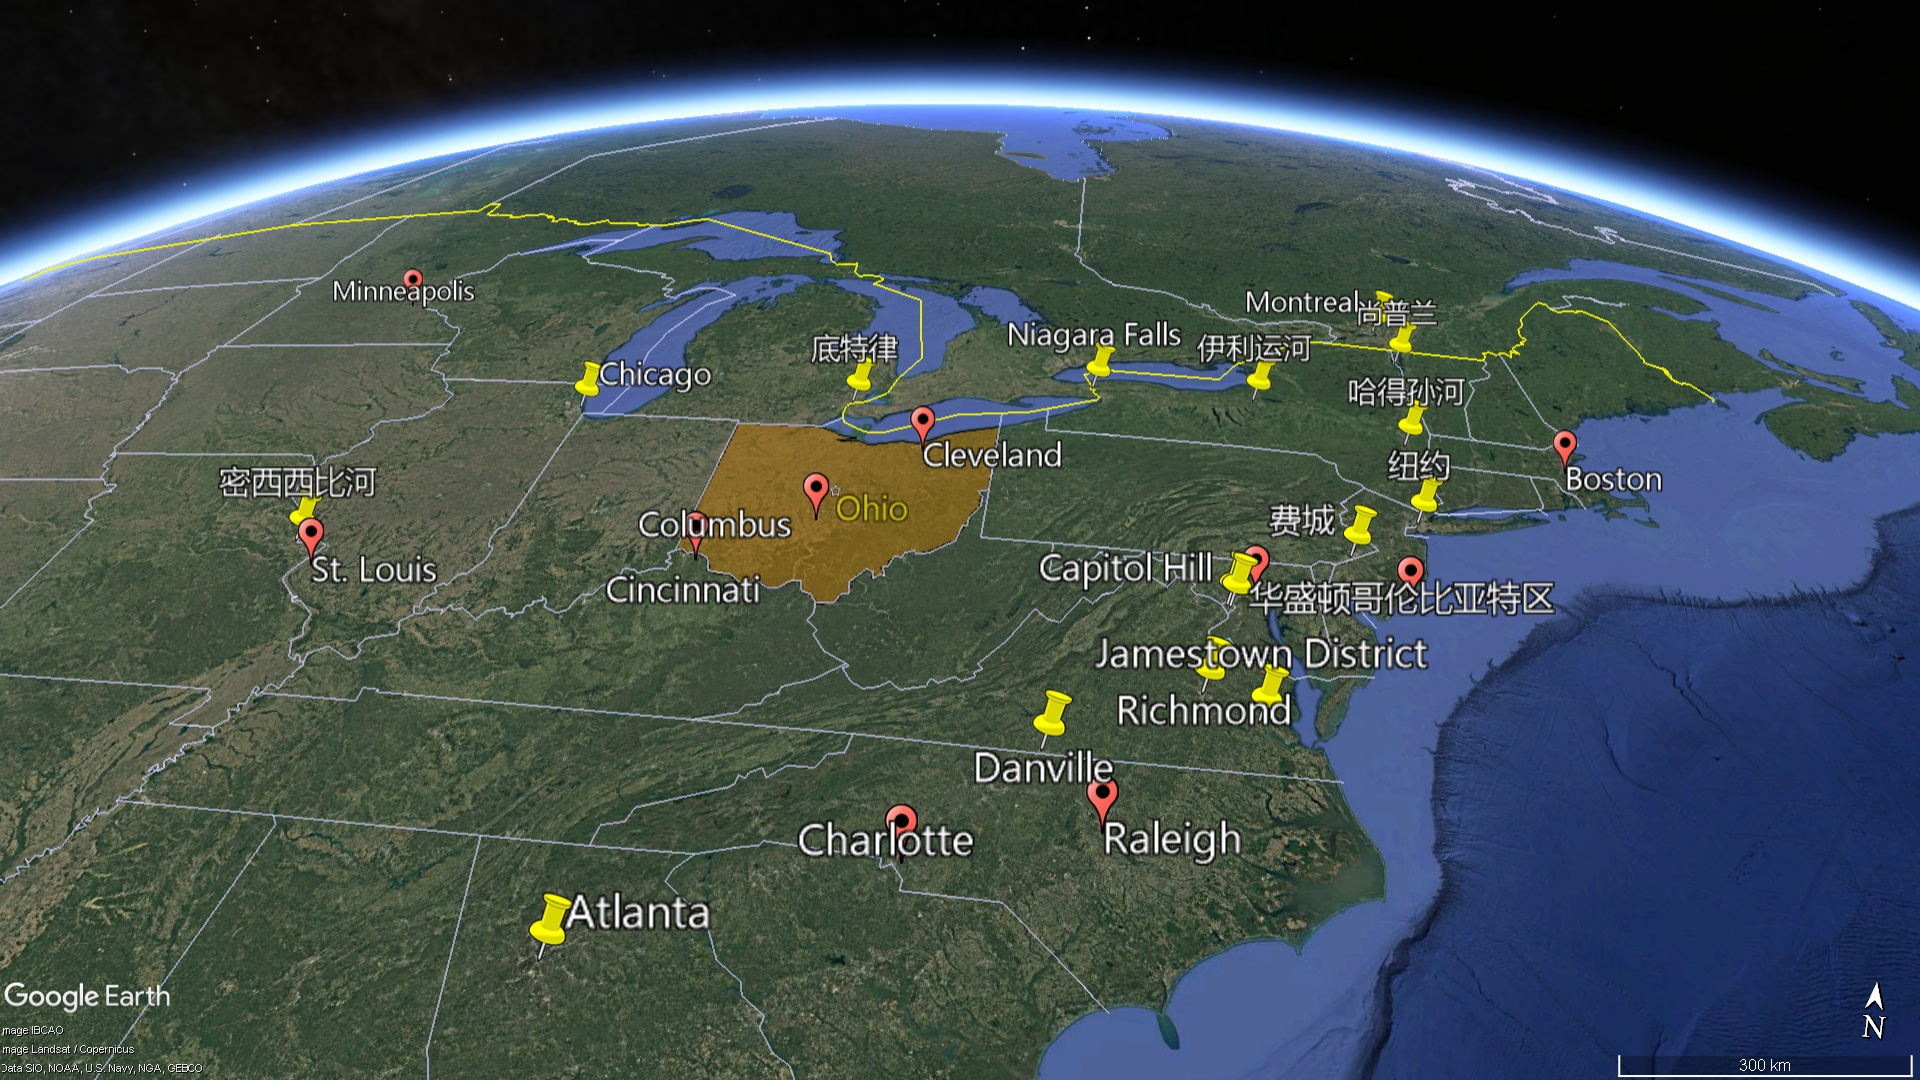 Minneapolis
Montreal
尚普兰
Niagara Falls
伊利运河
底特律
Chicago
哈得孙河
Cleveland
纽约
Boston
密西西比河
Ohio
Columbus
费城
St. Louis
Capitol Hill
Cincinnati
华盛顿哥伦比亚特区
Jamestown District
Richmond
Danville
Charlotte
Raleigh
Atlanta
Google Earth
mage IBCAO
mage Landsat / Copernicus
Data SIO, NOAA, U.S. Navy, NGA, GEBCO
N
300 km